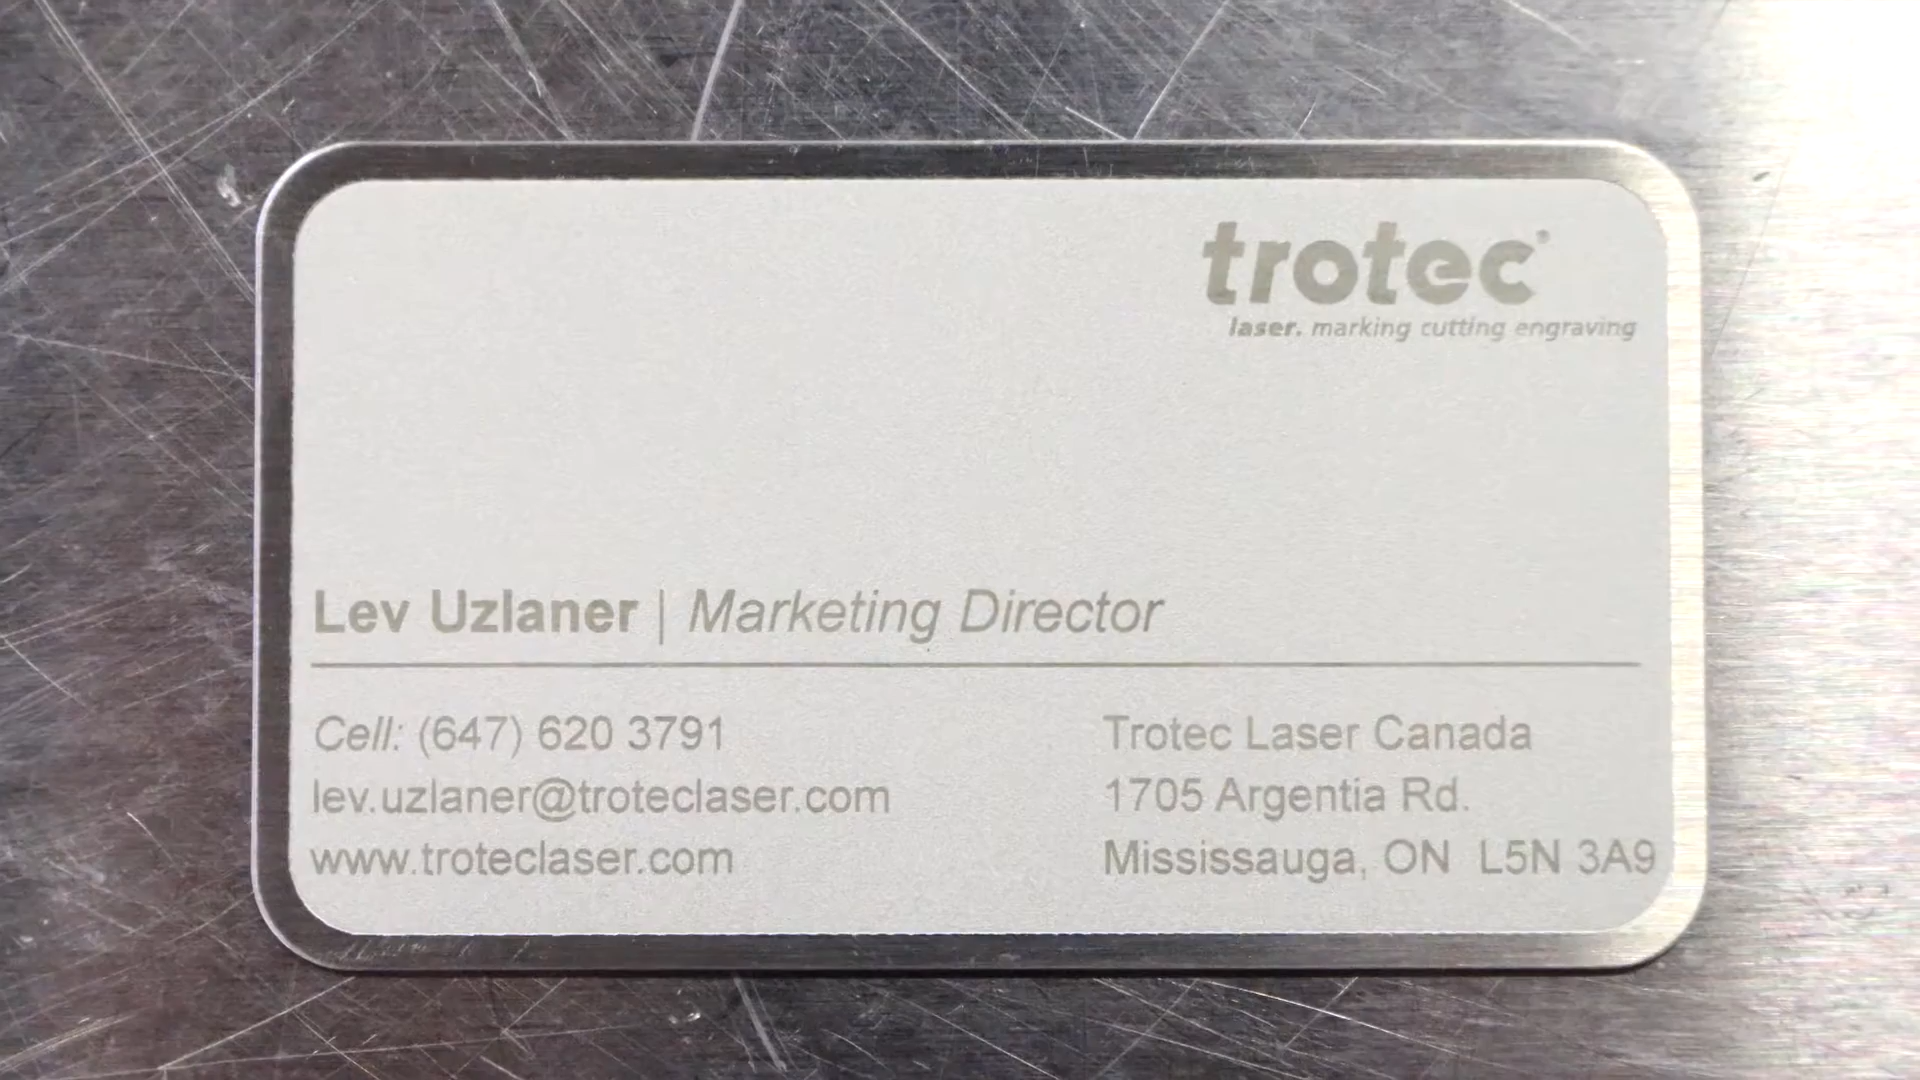 trotec®
laser. marking cutting engraving
Lev Uzlaner | Marketing Director
Cell: (647) 620 3791
lev.uzlaner@troteclaser.com
www.troteclaser.com
Trotec Laser Canada
1705 Argentia Rd.
Mississauga, ON L5N 3A9